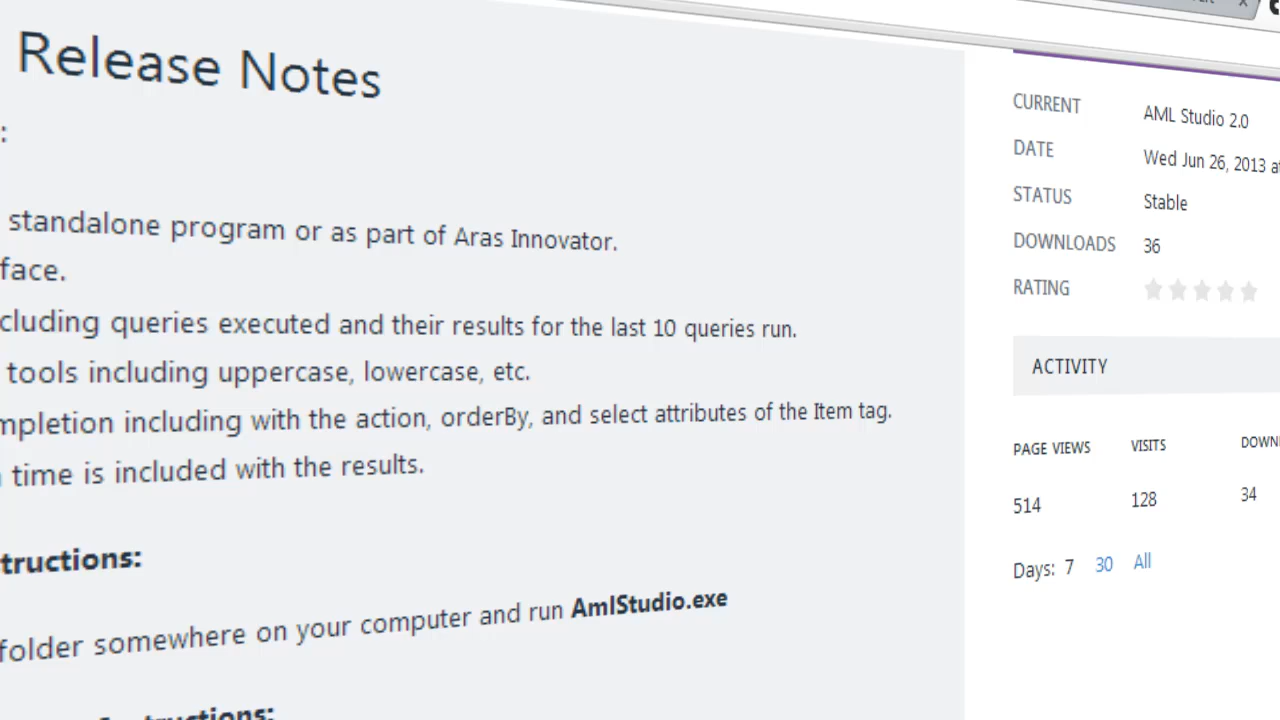 Release Notes
:
standalone program or as part of Aras Innovator.
face.
cluding queries executed and their results for the last 10 queries run.
tools including uppercase, lowercase, etc.
mpletion including with the action, orderBy, and select attributes of the Item tag.
time is included with the results.
tructions:
folder somewhere on your computer and run AmlStudio.exe
tructions:
CURRENT AML Studio 2.0
DATE Wed Jun 26, 2013 at
STATUS Stable
DOWNLOADS 36
RATING
ACTIVITY
PAGE VIEWS VISITS DOWN
514 128 34
Days: 7 30 All